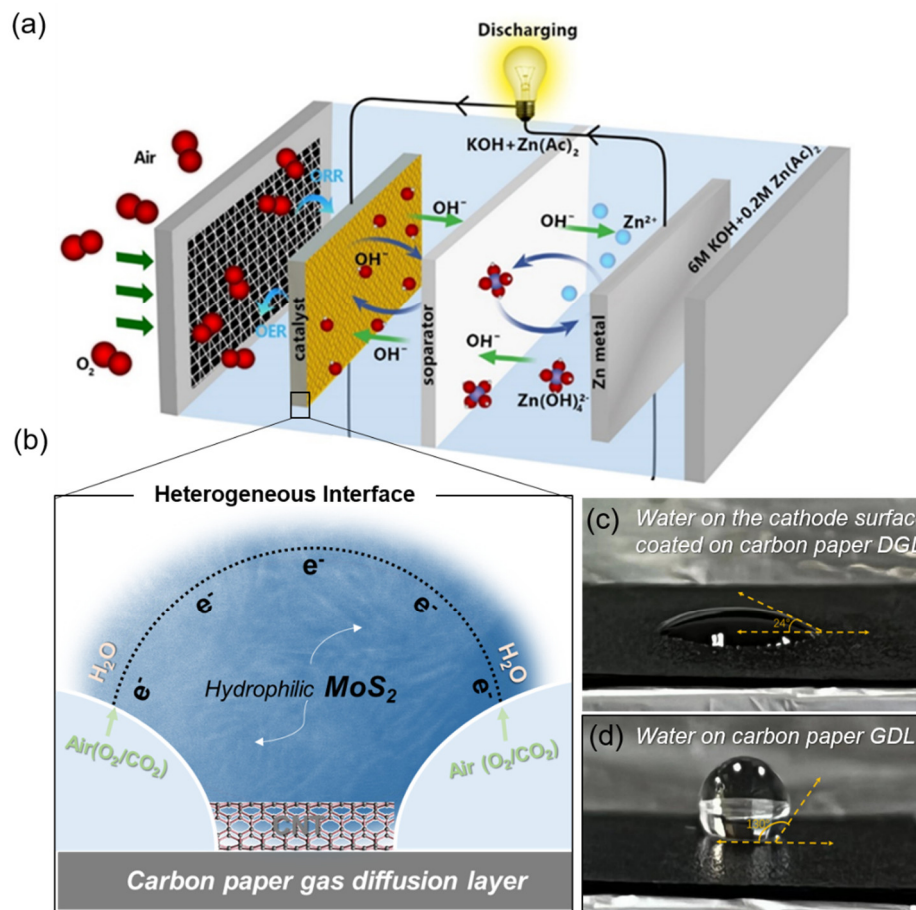 (a)
Discharging
Air
KOH+Zn(Ac)2
ORR
OH⁻
OH⁻
Zn²⁺
6M KOH+0.2M Zn(Ac)2
OH⁻
OER
catalyst
OH⁻
soparator
OH⁻
Zn metal
O2
Zn(OH)4²⁻
(b)
Heterogeneous Interface
e⁻
e⁻
e⁻
H2O
H2O
e⁻
e⁻
Hydrophilic MoS2
Air(O2/CO2)
Air (O2/CO2)
CNT
Carbon paper gas diffusion layer
(c)
Water on the cathode surfac
coated on carbon paper DGL
24°
(d)
Water on carbon paper GDL